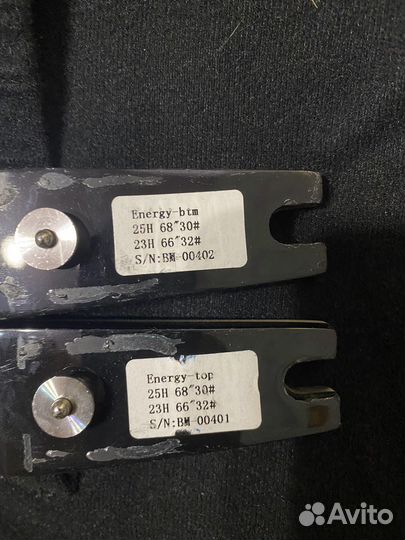 Energy-btm
25H 68"30#
23H 66"32#
S/N:BM-00402
Energy-top
25H 68"30#
23H 66"32#
S/N:BM-00401
Avito